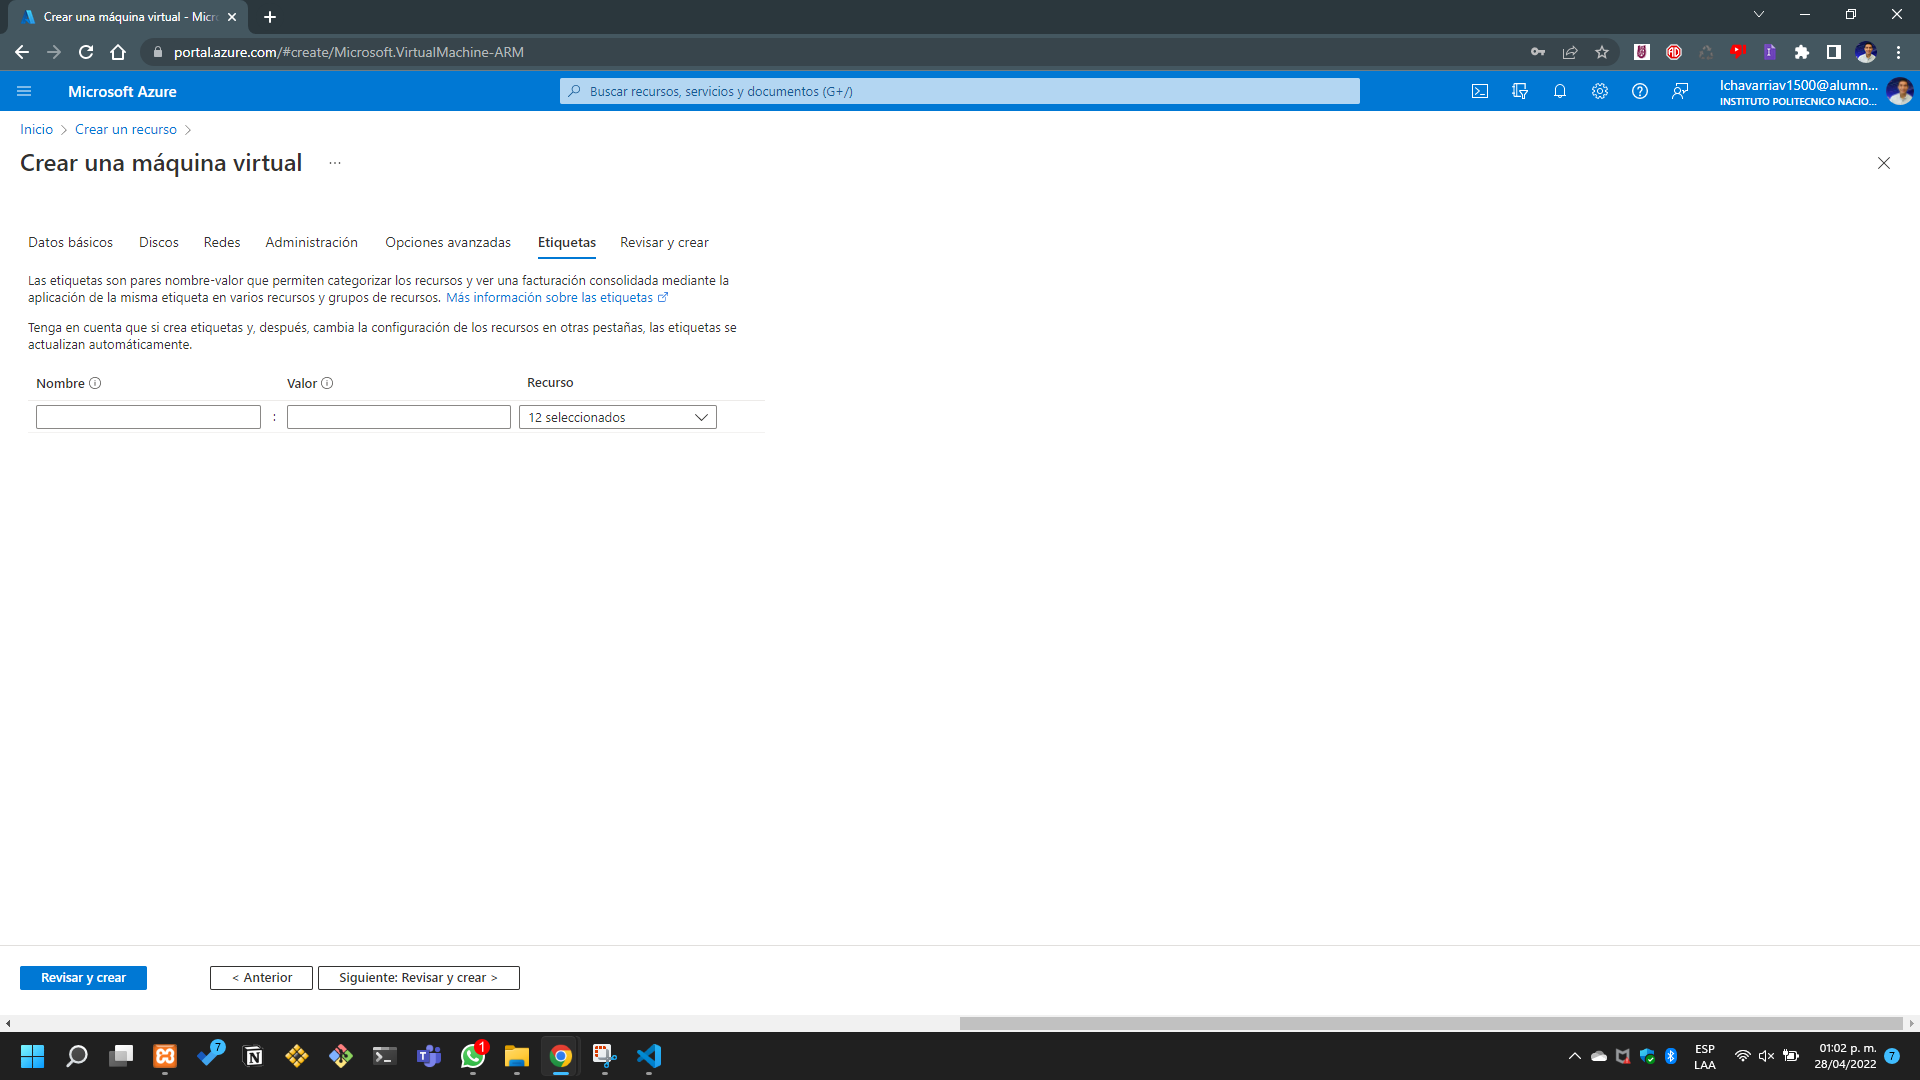 Crear una máquina virtual - Micro
portal.azure.com/#create/Microsoft.VirtualMachine-ARM
Microsoft Azure
Buscar recursos, servicios y documentos (G+/)
lchavarriav1500@alumn...
INSTITUTO POLITECNICO NACIO...
Inicio > Crear un recurso >
Crear una máquina virtual ...
Datos básicos Discos Redes Administración Opciones avanzadas Etiquetas Revisar y crear
Las etiquetas son pares nombre-valor que permiten categorizar los recursos y ver una facturación consolidada mediante la
aplicación de la misma etiqueta en varios recursos y grupos de recursos. Más información sobre las etiquetas
Tenga en cuenta que si crea etiquetas y, después, cambia la configuración de los recursos en otras pestañas, las etiquetas se
actualizan automáticamente.
Nombre Valor Recurso
: 12 seleccionados
Revisar y crear < Anterior Siguiente: Revisar y crear >
7
1
ESP
LAA
01:02 p. m.
28/04/2022
7